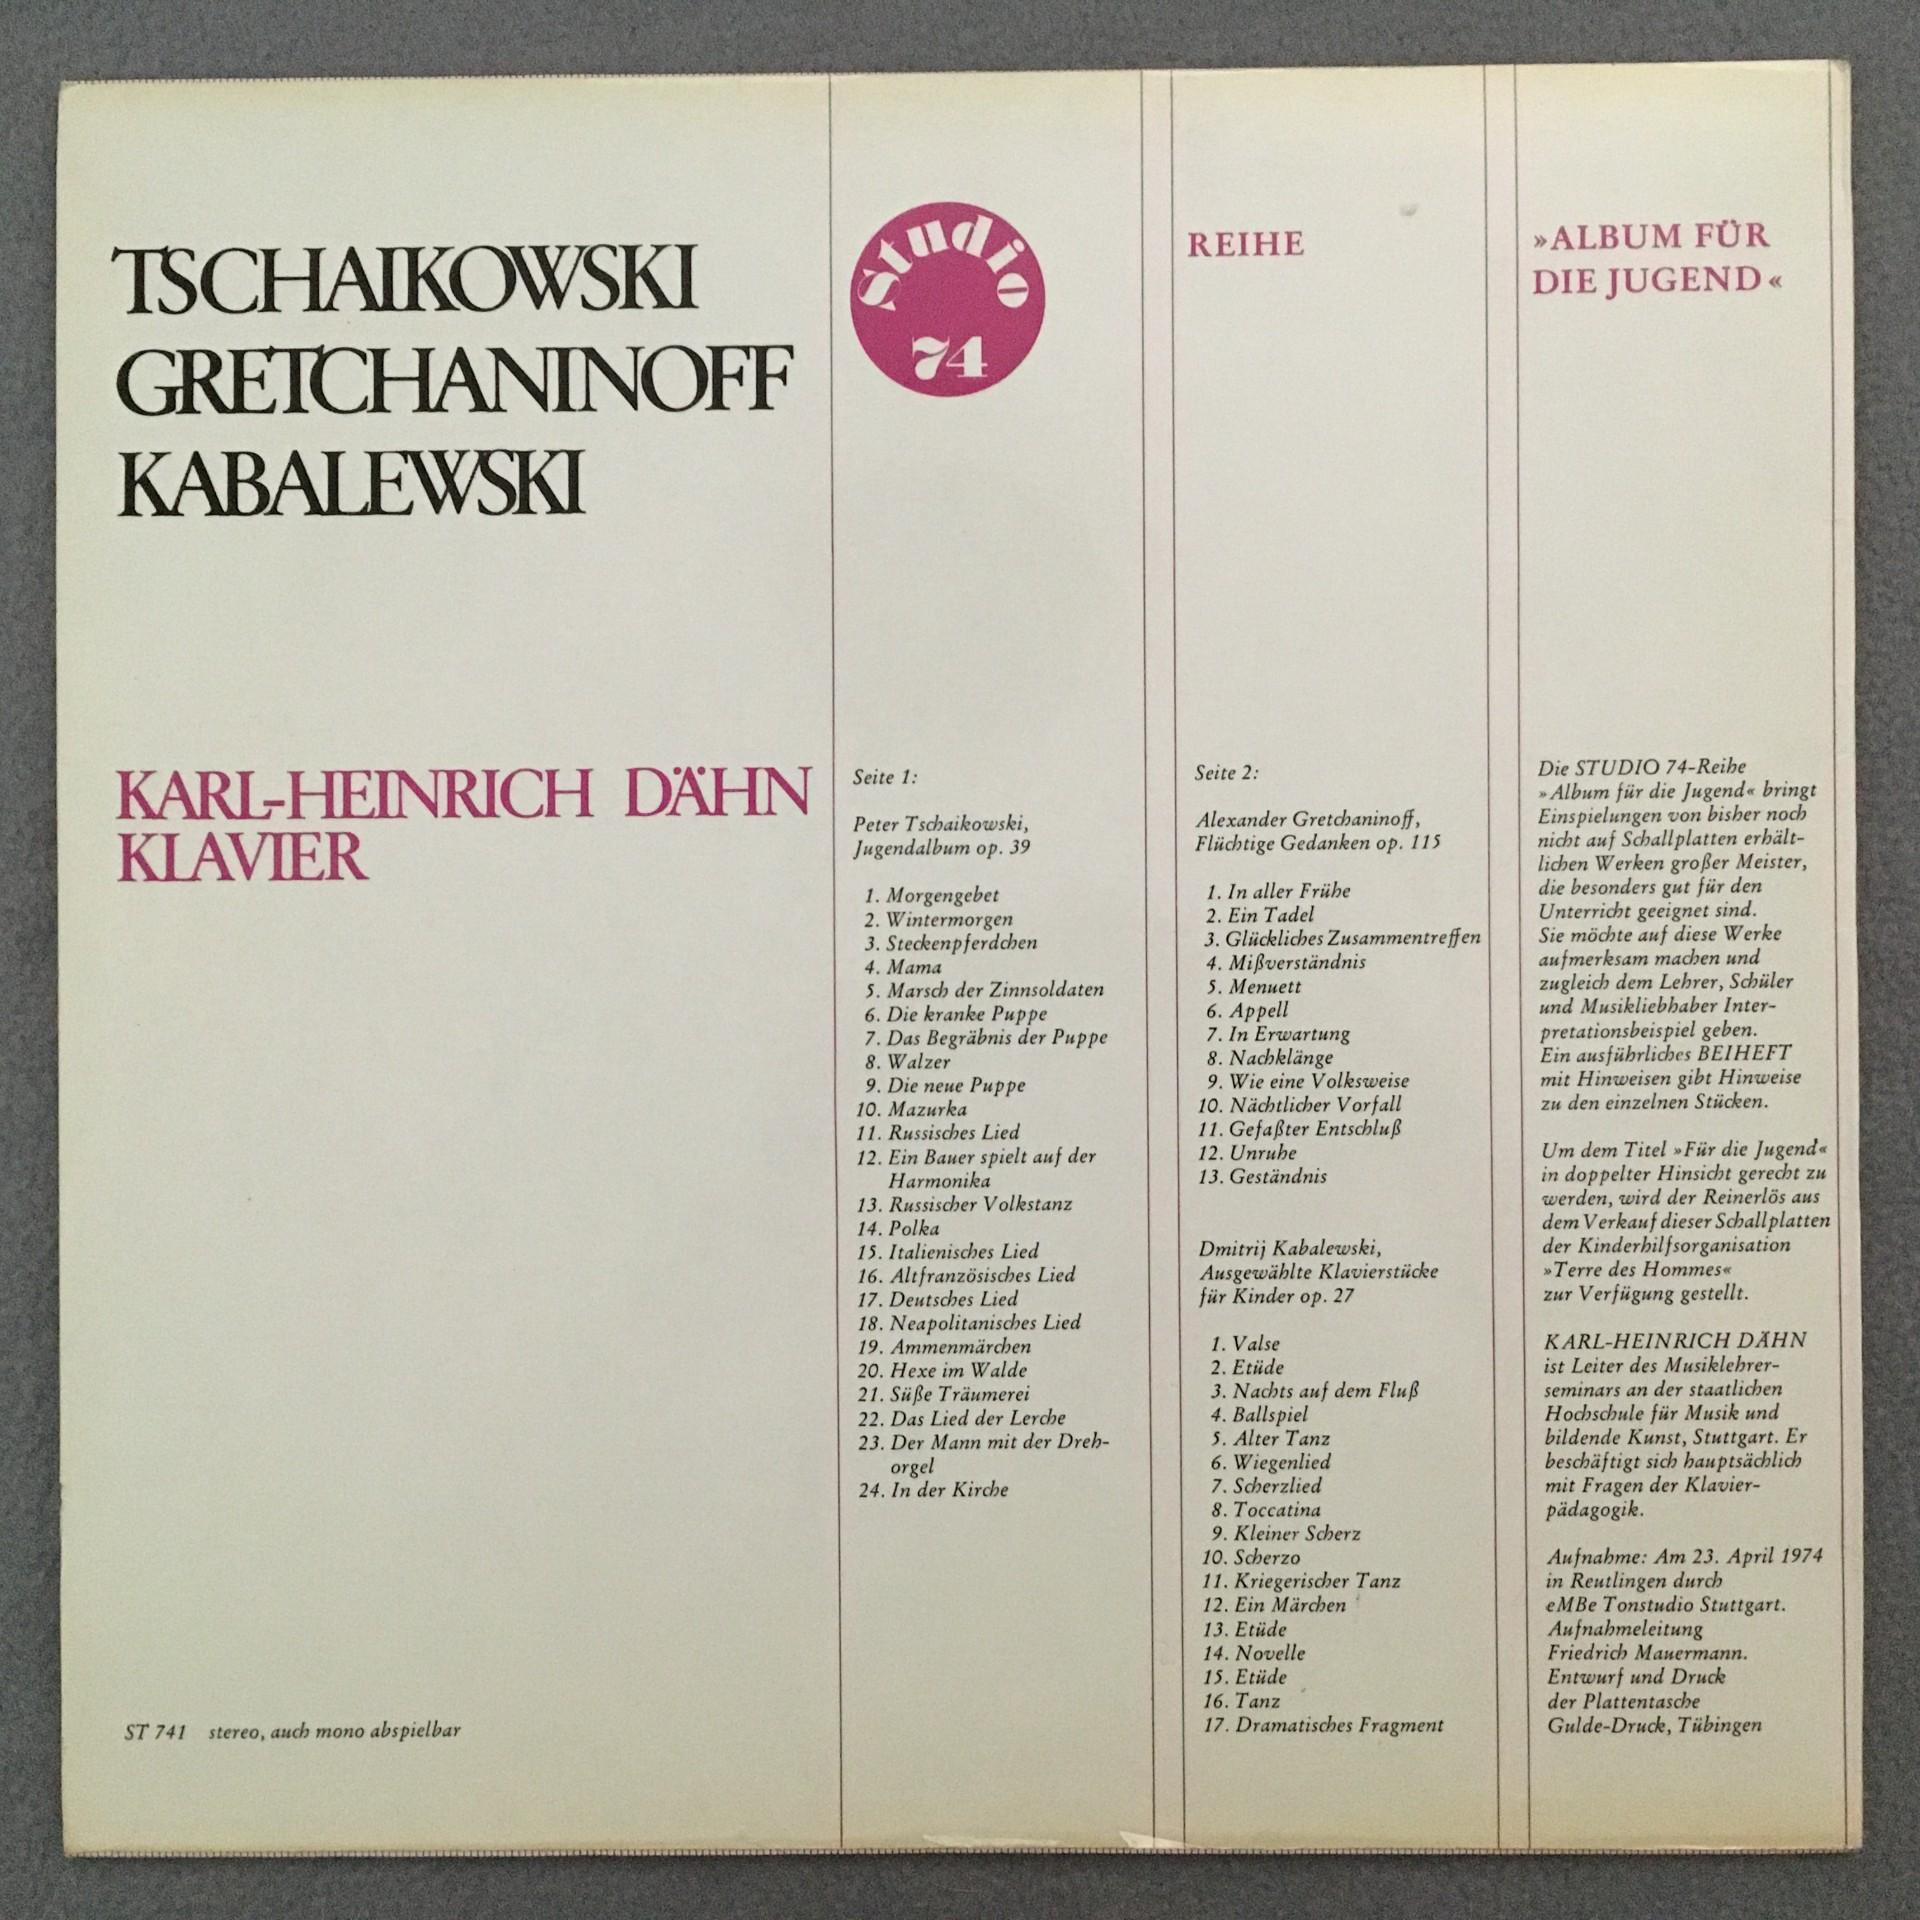 TSCHAIKOWSKI
GRETCHANINOFF
KABALEWSKI
KARL-HEINRICH DÄHN
KLAVIER
ST 741 stereo, auch mono abspielbar
Studio
74
Seite 1:
Peter Tschaikowski,
Jugendalbum op. 39
1. Morgengebet
2. Wintermorgen
3. Steckenpferdchen
4. Mama
5. Marsch der Zinnsoldaten
6. Die kranke Puppe
7. Das Begräbnis der Puppe
8. Walzer
9. Die neue Puppe
10. Mazurka
11. Russisches Lied
12. Ein Bauer spielt auf der
Harmonika
13. Russischer Volkstanz
14. Polka
15. Italienisches Lied
16. Altfranzösisches Lied
17. Deutsches Lied
18. Neapolitanisches Lied
19. Ammenmärchen
20. Hexe im Walde
21. Süße Träumerei
22. Das Lied der Lerche
23. Der Mann mit der Dreh-
orgel
24. In der Kirche
REIHE
Seite 2:
Alexander Gretchaninoff,
Flüchtige Gedanken op. 115
1. In aller Frühe
2. Ein Tadel
3. Glückliches Zusammentreffen
4. Mißverständnis
5. Menuett
6. Appell
7. In Erwartung
8. Nachklänge
9. Wie eine Volksweise
10. Nächtlicher Vorfall
11. Gefaßter Entschluß
12. Unruhe
13. Geständnis
Dmitrij Kabalewski,
Ausgewählte Klavierstücke
für Kinder op. 27
1. Valse
2. Etüde
3. Nachts auf dem Fluß
4. Ballspiel
5. Alter Tanz
6. Wiegenlied
7. Scherzlied
8. Toccatina
9. Kleiner Scherz
10. Scherzo
11. Kriegerischer Tanz
12. Ein Märchen
13. Etüde
14. Novelle
15. Etüde
16. Tanz
17. Dramatisches Fragment
»ALBUM FÜR
DIE JUGEND«
Die STUDIO 74-Reihe
»Album für die Jugend« bringt
Einspielungen von bisher noch
nicht auf Schallplatten erhält-
lichen Werken großer Meister,
die besonders gut für den
Unterricht geeignet sind.
Sie möchte auf diese Werke
aufmerksam machen und
zugleich dem Lehrer, Schüler
und Musikliebhaber Inter-
pretationsbeispiel geben.
Ein ausführliches BEIHEFT
mit Hinweisen gibt Hinweise
zu den einzelnen Stücken.
Um dem Titel »Für die Jugend«
in doppelter Hinsicht gerecht zu
werden, wird der Reinerlös aus
dem Verkauf dieser Schallplatten
der Kinderhilfsorganisation
»Terre des Hommes«
zur Verfügung gestellt.
KARL-HEINRICH DÄHN
ist Leiter des Musiklehrer-
seminars an der staatlichen
Hochschule für Musik und
bildende Kunst, Stuttgart. Er
beschäftigt sich hauptsächlich
mit Fragen der Klavier-
pädagogik.
Aufnahme: Am 23. April 1974
in Reutlingen durch
eMBe Tonstudio Stuttgart.
Aufnahmeleitung
Friedrich Mauermann.
Entwurf und Druck
der Plattentasche
Gulde-Druck, Tübingen